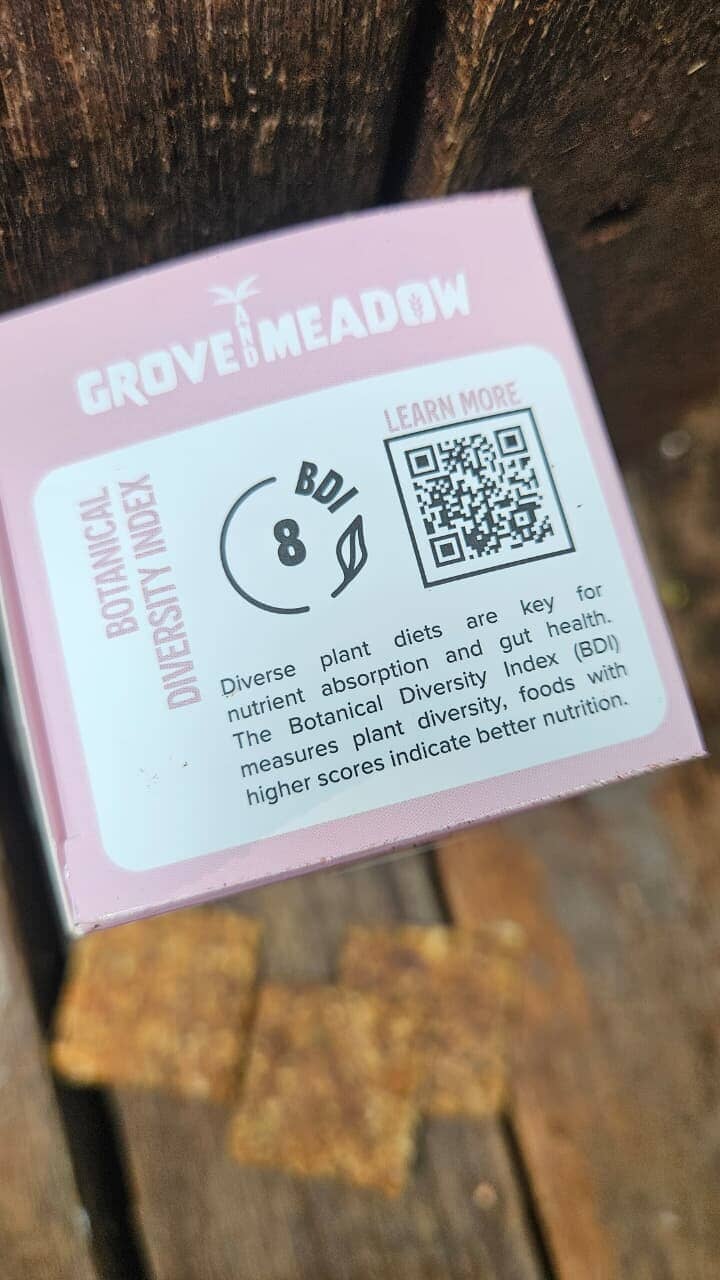 GROVE AND MEADOW
LEARN MORE
BOTANICAL
DIVERSITY INDEX
BDI
8
Diverse plant diets are key for
nutrient absorption and gut health.
The Botanical Diversity Index (BDI)
measures plant diversity, foods with
higher scores indicate better nutrition.